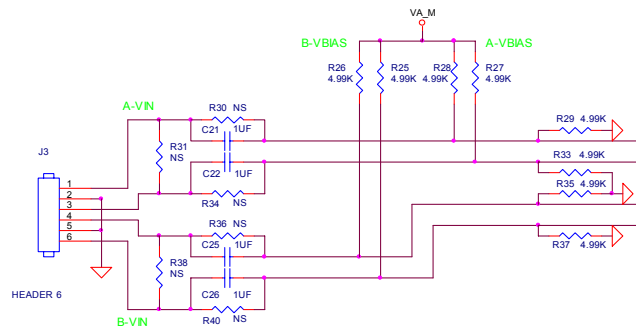 VA_M
B-VBIAS A-VBIAS
R26 R25 R28 R27
4.99K 4.99K 4.99K 4.99K
A-VIN
R30 NS
C21 1UF
R29 4.99K
R31
NS
J3
C22 1UF
R33 4.99K
R34 NS
R35 4.99K
1
2
3
4
5
6
R36 NS
C25 1UF
R37 4.99K
R38
NS
C26 1UF
HEADER 6
B-VIN
R40 NS